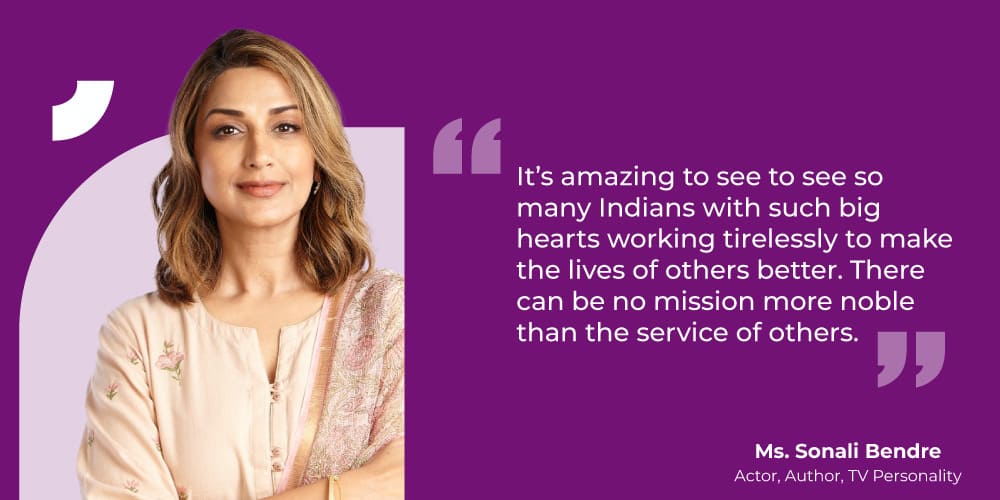 It’s amazing to see to see so
many Indians with such big
hearts working tirelessly to make
the lives of others better. There
can be no mission more noble
than the service of others.
Ms. Sonali Bendre
Actor, Author, TV Personality